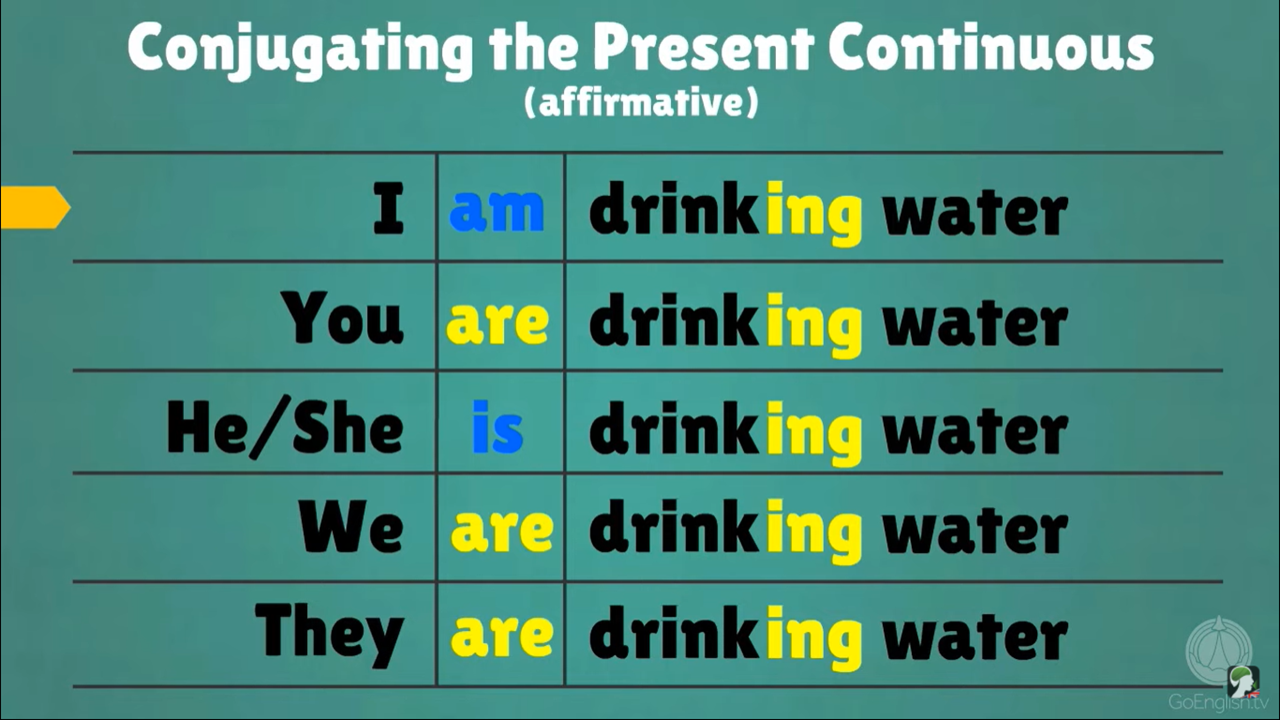 Conjugating the Present Continuous
(affirmative)
I am drinking water
You are drinking water
He/She is drinking water
We are drinking water
They are drinking water
GoEnglish.tv